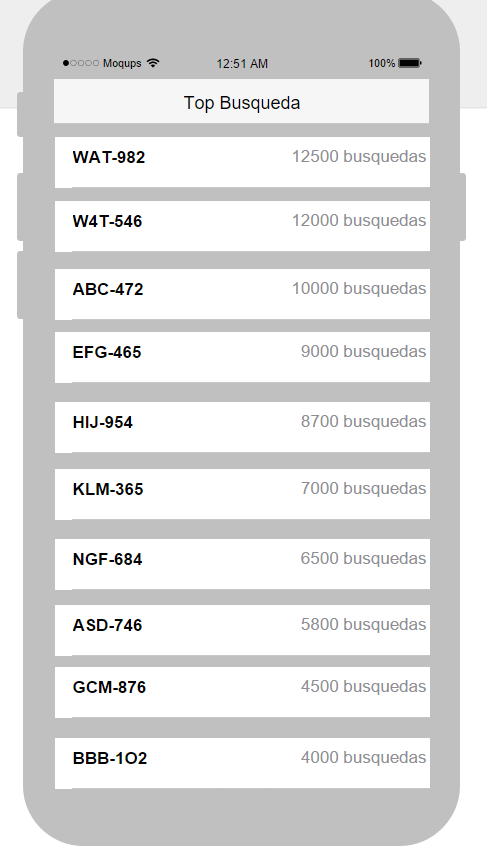 Moqups 12:51 AM 100%
Top Busqueda
WAT-982 12500 busquedas
W4T-546 12000 busquedas
ABC-472 10000 busquedas
EFG-465 9000 busquedas
HIJ-954 8700 busquedas
KLM-365 7000 busquedas
NGF-684 6500 busquedas
ASD-746 5800 busquedas
GCM-876 4500 busquedas
BBB-1O2 4000 busquedas